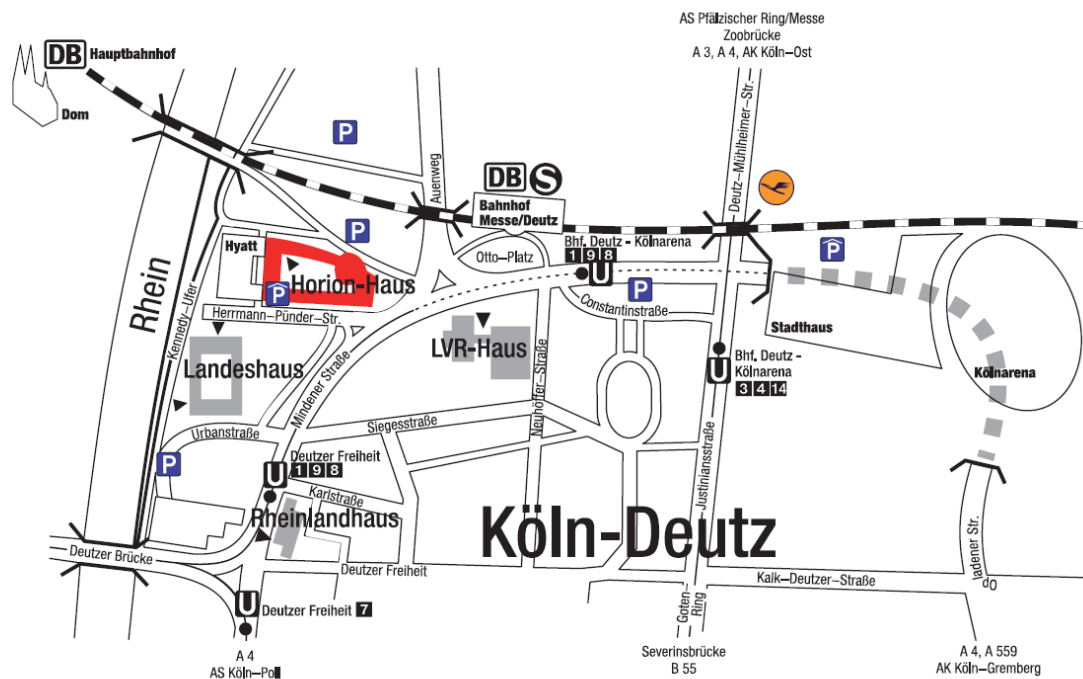 AS Pfälzischer Ring/Messe
Zoobrücke
A 3, A 4, AK Köln–Ost
DB Hauptbahnhof
Dom
P
Deutz–Mühlheimer–Str.
Auenweg
DB S
Bahnhof
Messe/Deutz
P
Hyatt
Otto–Platz
Bhf. Deutz - Kölnarena
1 9 8
U
P
P
Horion-Haus
P
Rhein
Kennedy–Ufer
Herrmann–Pünder–Str.
Constantinstraße
Stadthaus
LVR-Haus
Landeshaus
Mindener Straße
Neuhöffer–Straße
Bhf. Deutz -
Kölnarena
U
3 4 14
Kölnarena
Urbanstraße
Siegesstraße
Justiniansstraße
P
Deutzer Freiheit
U
1 9 8
Karlstraße
Rheinlandhaus
Köln-Deutz
Deutzer Brücke
Deutzer Freiheit
Kalk–Deutzer–Straße
ladener Str.
do
Goten–
Ring
U Deutzer Freiheit 7
A 4
AS Köln–Poll
Severinsbrücke
B 55
A 4, A 559
AK Köln–Gremberg